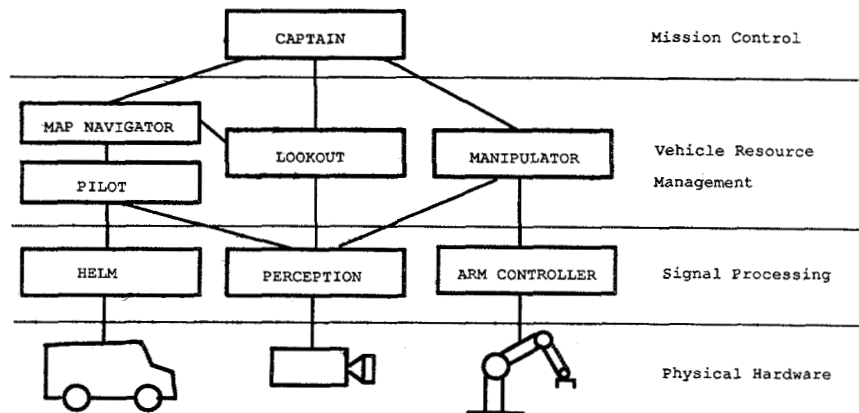 CAPTAIN
Mission Control
MAP NAVIGATOR
LOOKOUT
MANIPULATOR
Vehicle Resource
Management
PILOT
HELM
PERCEPTION
ARM CONTROLLER
Signal Processing
Physical Hardware